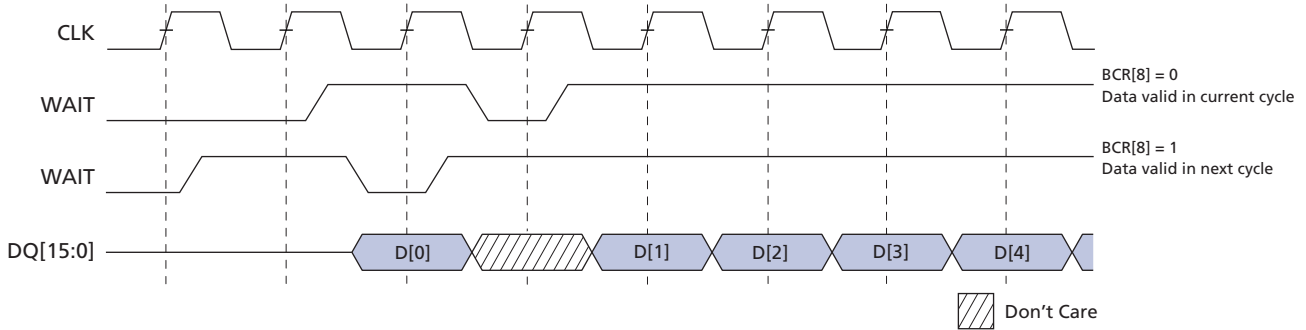 CLK
WAIT
BCR[8] = 0
Data valid in current cycle
WAIT
BCR[8] = 1
Data valid in next cycle
DQ[15:0]
D[0]
D[1]
D[2]
D[3]
D[4]
Don't Care